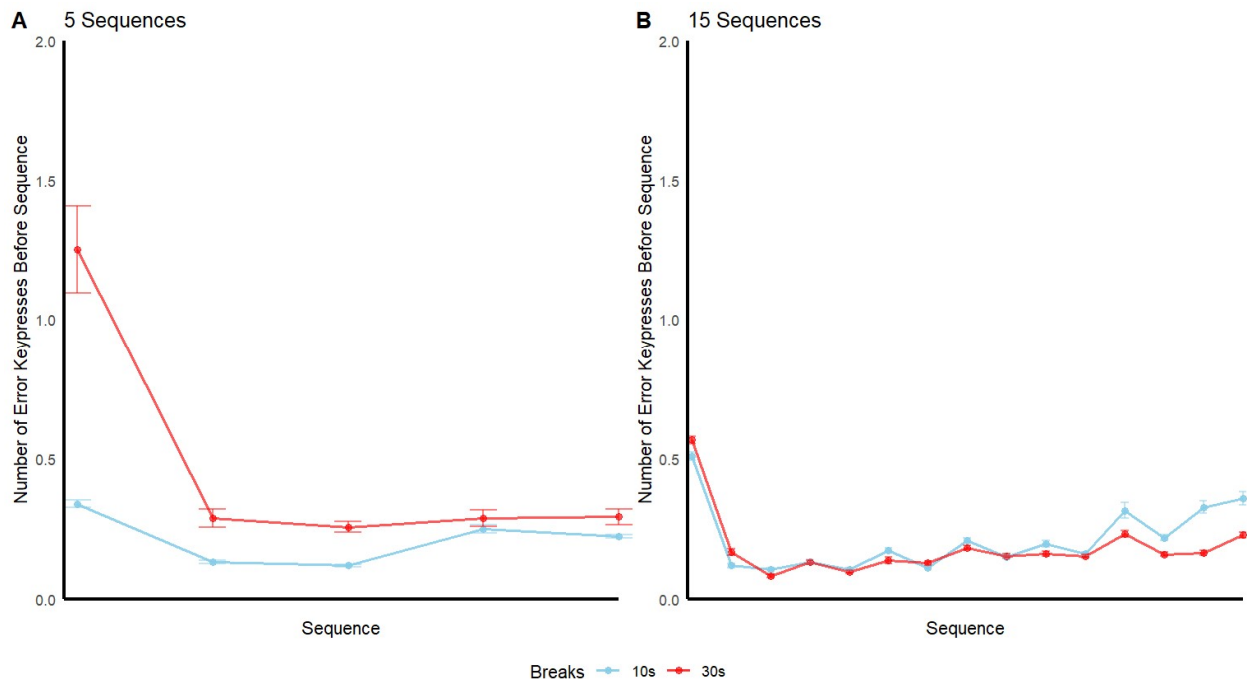 A 5 Sequences
Number of Error Keypresses Before Sequence
2.0
1.5
1.0
0.5
0.0
Sequence
B 15 Sequences
Number of Error Keypresses Before Sequence
2.0
1.5
1.0
0.5
0.0
Sequence
Breaks 10s 30s